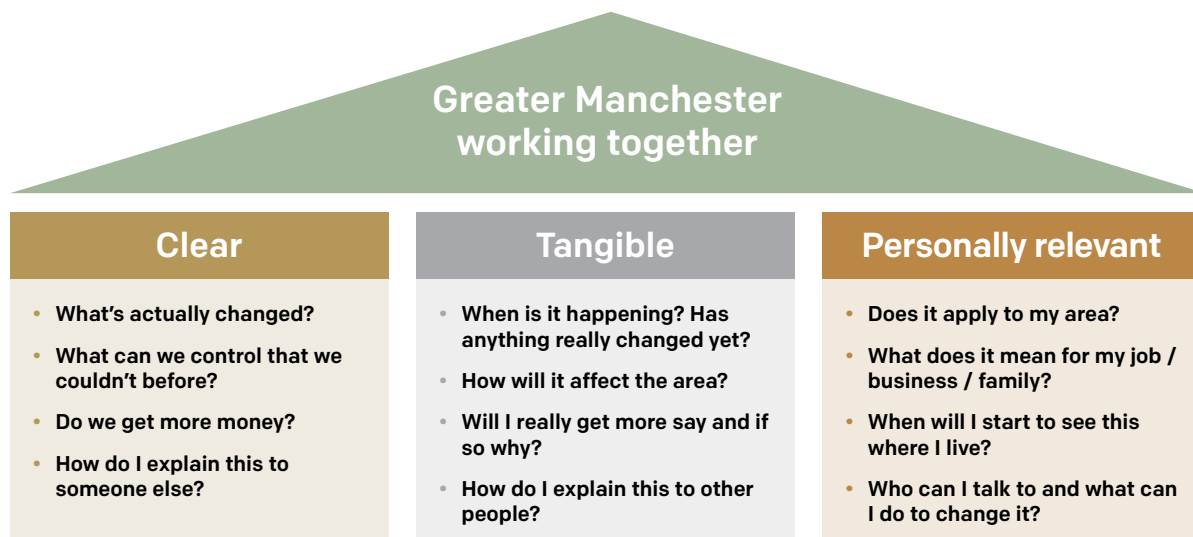 Greater Manchester
working together
Clear
• What's actually changed?
• What can we control that we
couldn't before?
• Do we get more money?
• How do I explain this to
someone else?
Tangible
• When is it happening? Has
anything really changed yet?
• How will it affect the area?
• Will I really get more say and if
so why?
• How do I explain this to other
people?
Personally relevant
• Does it apply to my area?
• What does it mean for my job /
business / family?
• When will I start to see this
where I live?
• Who can I talk to and what can
I do to change it?